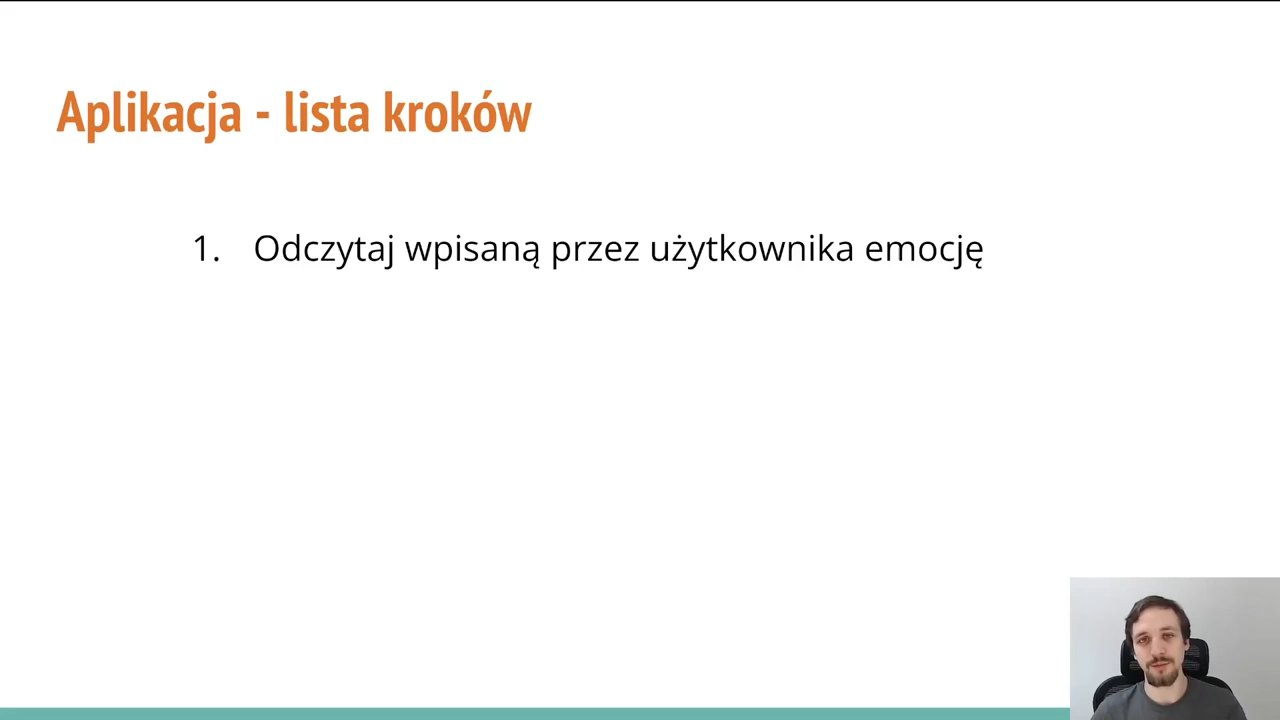 Aplikacja - lista kroków
1. Odczytaj wpisaną przez użytkownika emocję